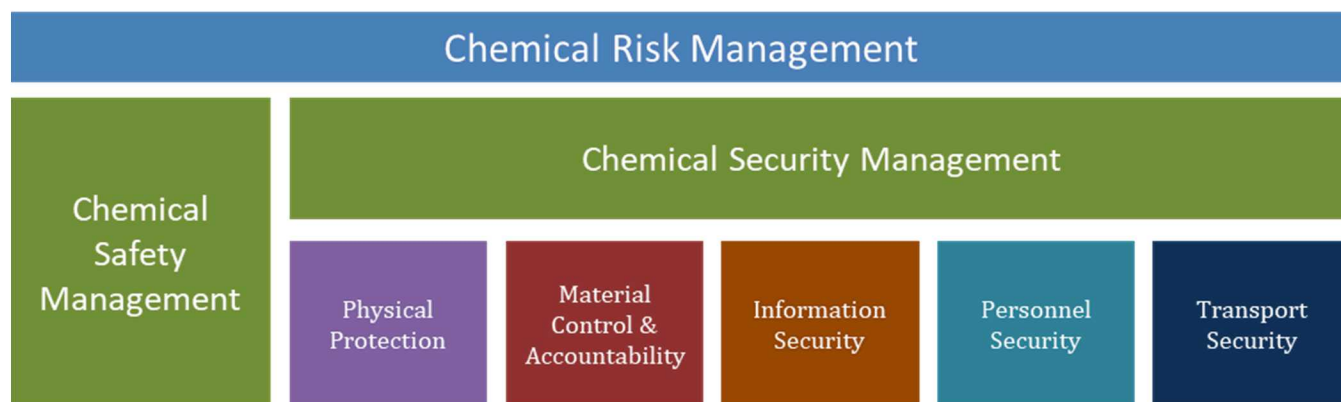 Chemical Risk Management
Chemical
Safety
Management
Chemical Security Management
Physical
Protection
Material
Control &
Accountability
Information
Security
Personnel
Security
Transport
Security